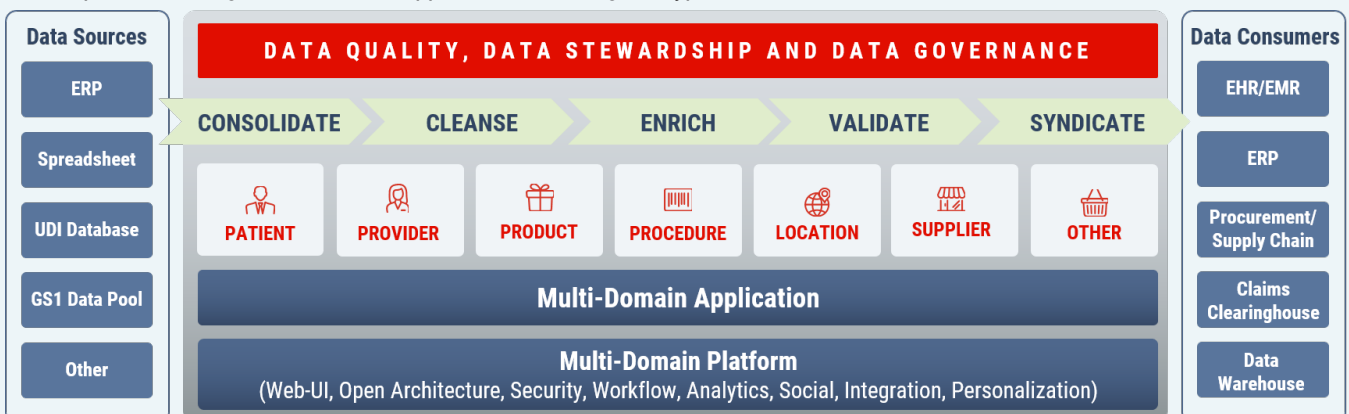 Data Sources
ERP
Spreadsheet
UDI Database
GS1 Data Pool
Other
DATA QUALITY, DATA STEWARDSHIP AND DATA GOVERNANCE
CONSOLIDATE
CLEANSE
ENRICH
VALIDATE
SYNDICATE
PATIENT
PROVIDER
PRODUCT
PROCEDURE
LOCATION
SUPPLIER
OTHER
Multi-Domain Application
Multi-Domain Platform
(Web-UI, Open Architecture, Security, Workflow, Analytics, Social, Integration, Personalization)
Data Consumers
EHR/EMR
ERP
Procurement/
Supply Chain
Claims
Clearinghouse
Data
Warehouse